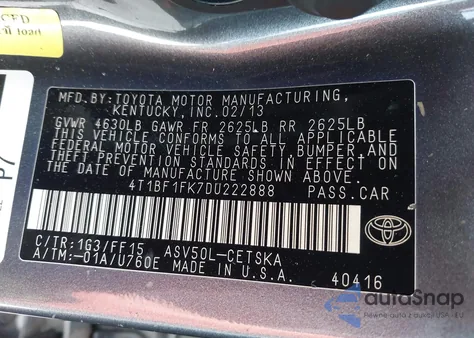 MFD.BY:TOYOTA MOTOR MANUFACTURING,
KENTUCKY,INC.02/13
GVWR 4630LB GAWR FR 2625LB RR 2625LB
THIS VEHICLE CONFORMS TO ALL APPLICABLE
FEDERAL MOTOR VEHICLE SAFETY, BUMPER, AND
THEFT PREVENTION STANDARDS IN EFFECT ON THE
DATE OF MANUFACTURE SHOWN ABOVE.
4T1BF1FK7DU222888 PASS.CAR
C/TR:1G3/FF15 ASV50L-CETSKA
A/TM:-01A/U760E MADE IN U.S.A.
40416
load
P7
autoSnap